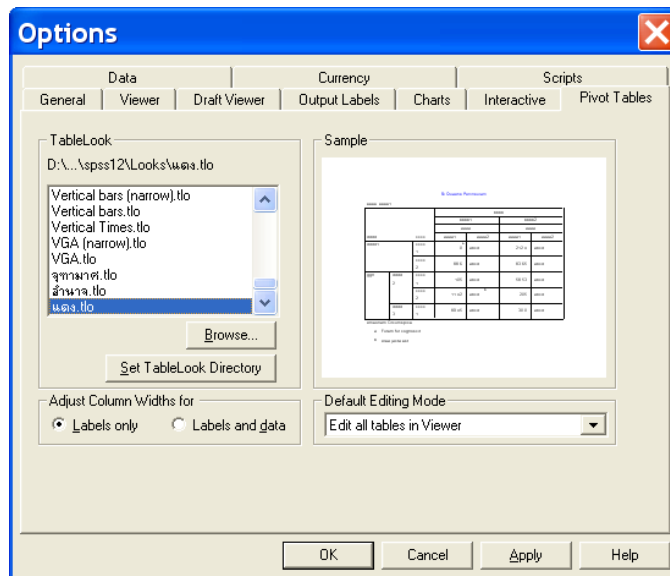 Options
Data
Currency
Scripts
General
Viewer
Draft Viewer
Output Labels
Charts
Interactive
Pivot Tables
TableLook
D:\...\spss12\Looks\แดง.tlo
Vertical bars (narrow).tlo
Vertical bars.tlo
Vertical Times.tlo
VGA (narrow).tlo
VGA.tlo
จุฑามาศ.tlo
อำนาจ.tlo
แดง.tlo
Browse...
Set TableLook Directory
Sample
Adjust Column Widths for
Labels only
Labels and data
Default Editing Mode
Edit all tables in Viewer
OK
Cancel
Apply
Help